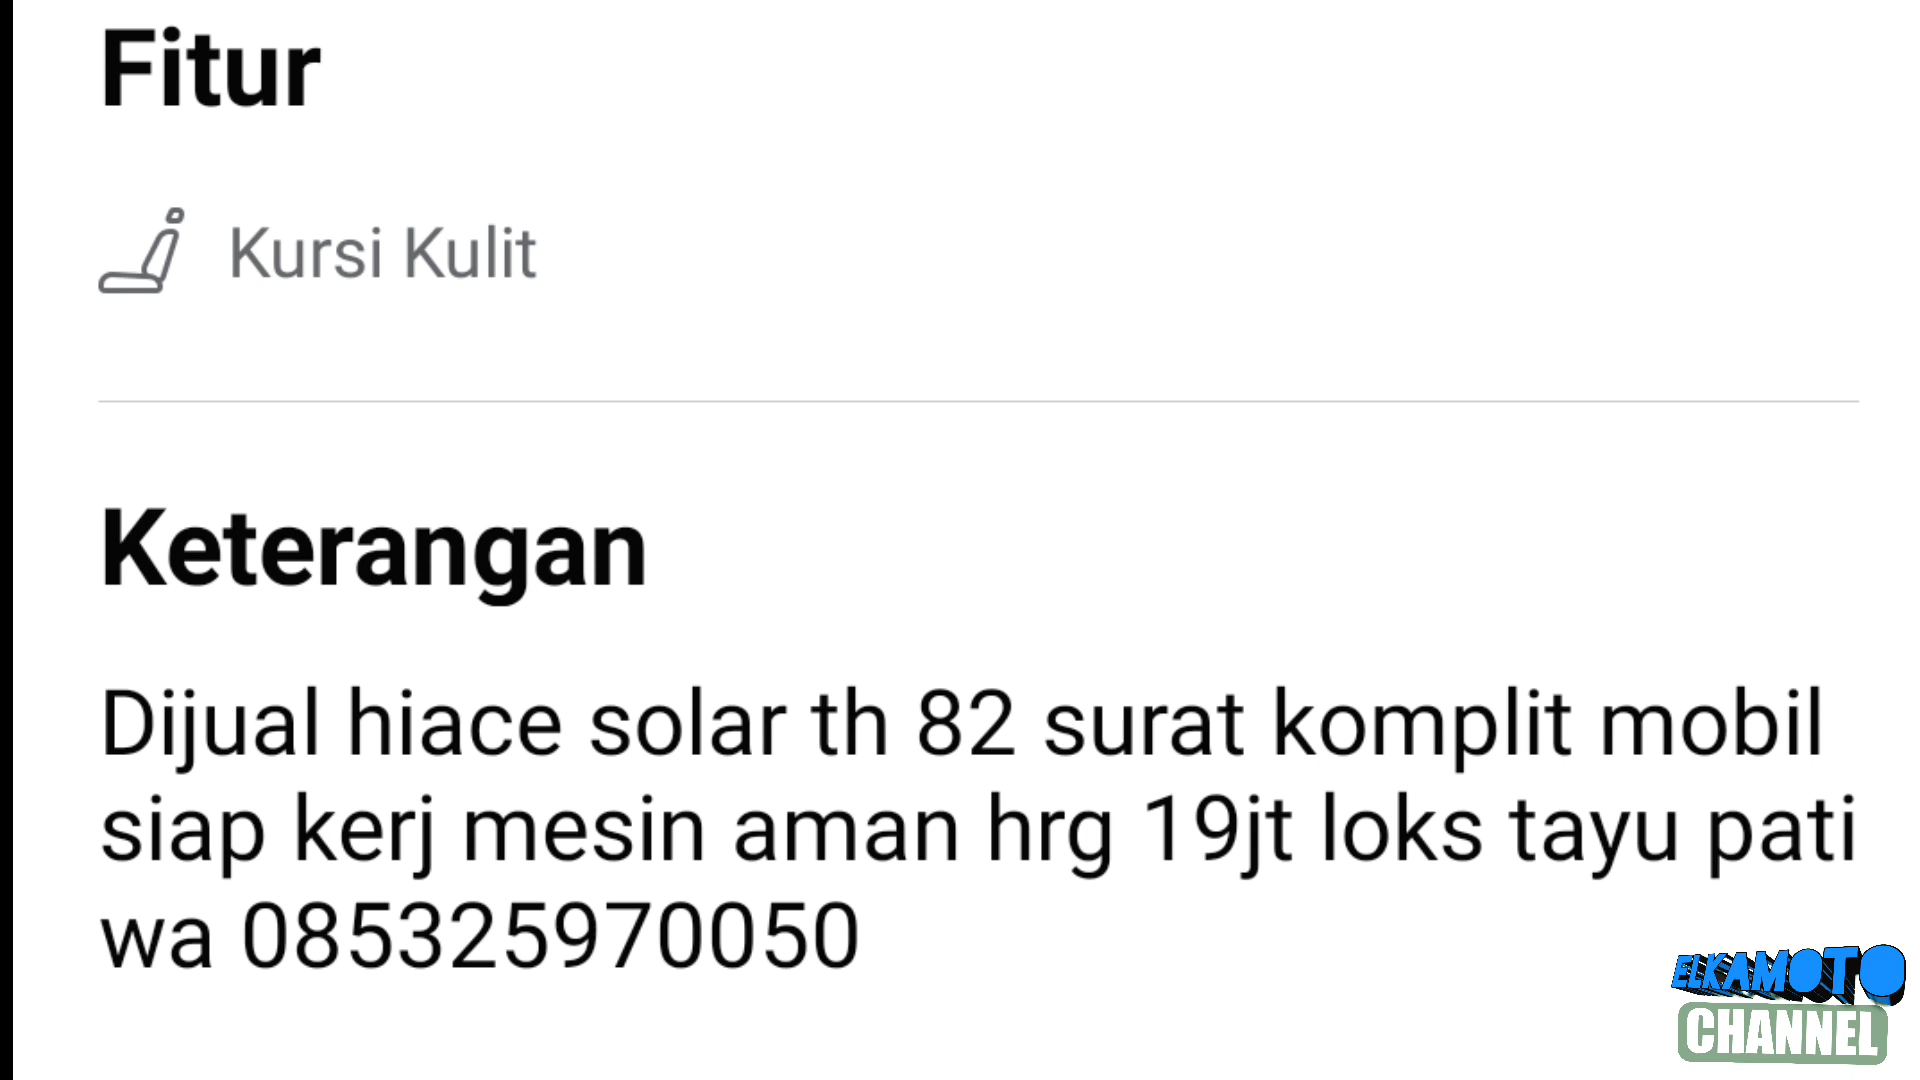 Fitur
Kursi Kulit
Keterangan
Dijual hiace solar th 82 surat komplit mobil
siap kerj mesin aman hrg 19jt loks tayu pati
wa 085325970050
ELKAMOTO
CHANNEL